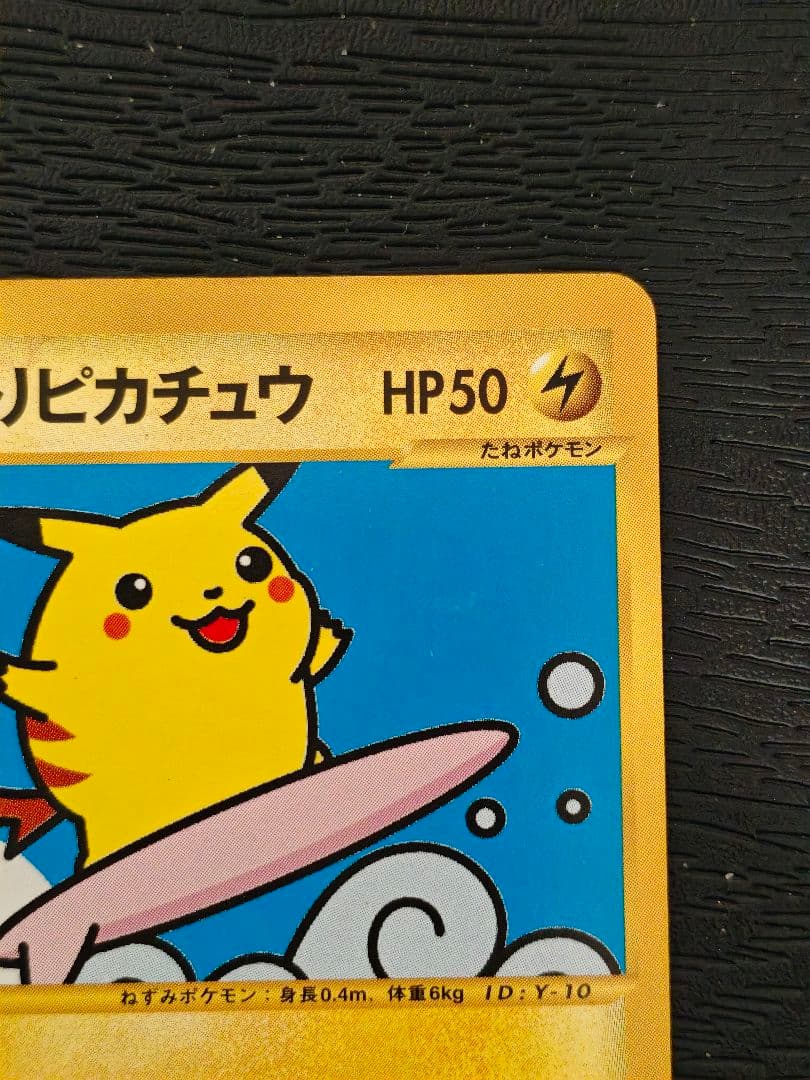 リピカチュウ HP50
たねポケモン
ねずみポケモン：身長0.4m、体重6kg ID:Y-10